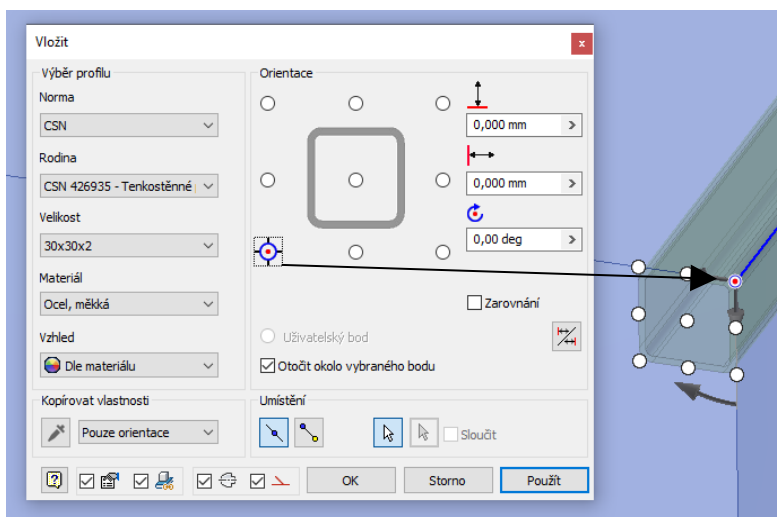 Vložit
x
Výběr profilu
Norma
CSN
Rodina
CSN 426935 - Tenkostěnné
Velikost
30x30x2
Materiál
Ocel, měkká
Vzhled
Dle materiálu
Kopírovat vlastnosti
Pouze orientace
Orientace
0,000 mm
0,000 mm
0,00 deg
Zarovnání
Uživatelský bod
Otočit okolo vybraného bodu
Umístění
Sloučit
?
OK
Storno
Použít